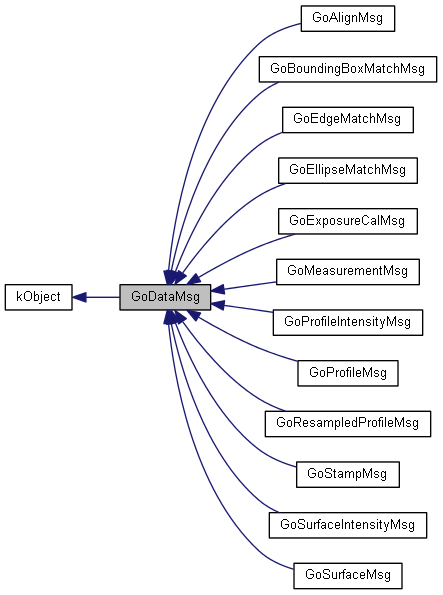 GoAlignMsg
GoBoundingBoxMatchMsg
GoEdgeMatchMsg
GoEllipseMatchMsg
GoExposureCalMsg
GoMeasurementMsg
kObject
GoDataMsg
GoProfileIntensityMsg
GoProfileMsg
GoResampledProfileMsg
GoStampMsg
GoSurfaceIntensityMsg
GoSurfaceMsg